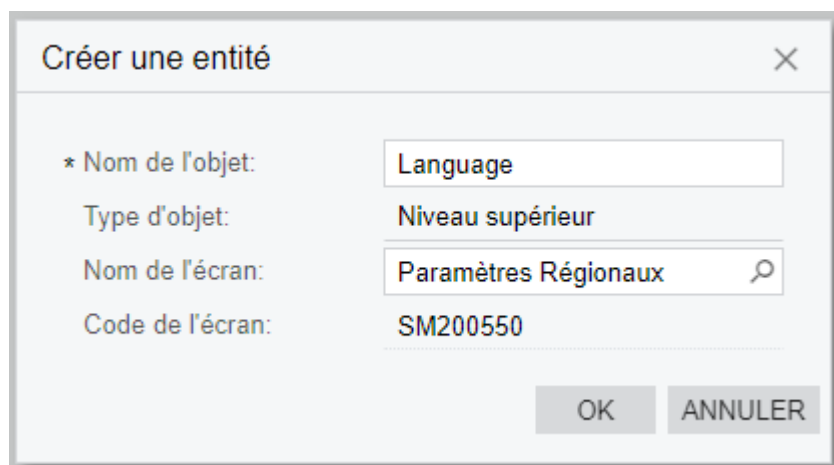 Créer une entité
* Nom de l'objet: Language
Type d'objet: Niveau supérieur
Nom de l'écran: Paramètres Régionaux
Code de l'écran: SM200550
OK ANNULER